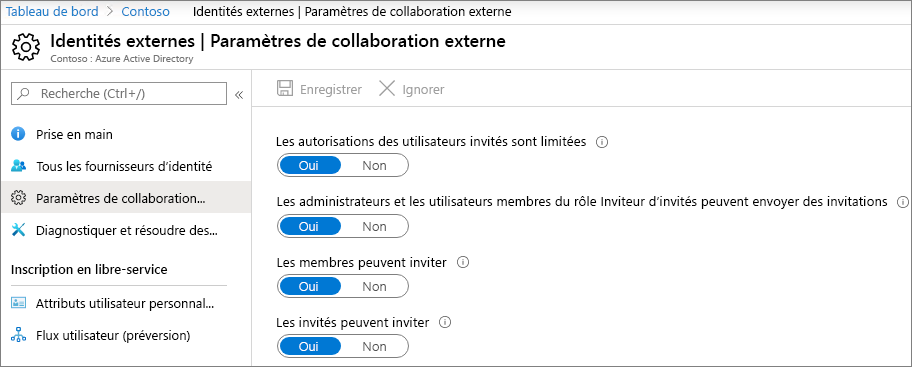 Tableau de bord > Contoso Identités externes | Paramètres de collaboration externe
Identités externes | Paramètres de collaboration externe
Contoso : Azure Active Directory
Recherche (Ctrl+/)
«
Prise en main
Tous les fournisseurs d'identité
Paramètres de collaboration...
Diagnostiquer et résoudre des...
Inscription en libre-service
Attributs utilisateur personnal...
Flux utilisateur (préversion)
Enregistrer Ignorer
Les autorisations des utilisateurs invités sont limitées
Oui Non
Les administrateurs et les utilisateurs membres du rôle Inviteur d'invités peuvent envoyer des invitations
Oui Non
Les membres peuvent inviter
Oui Non
Les invités peuvent inviter
Oui Non